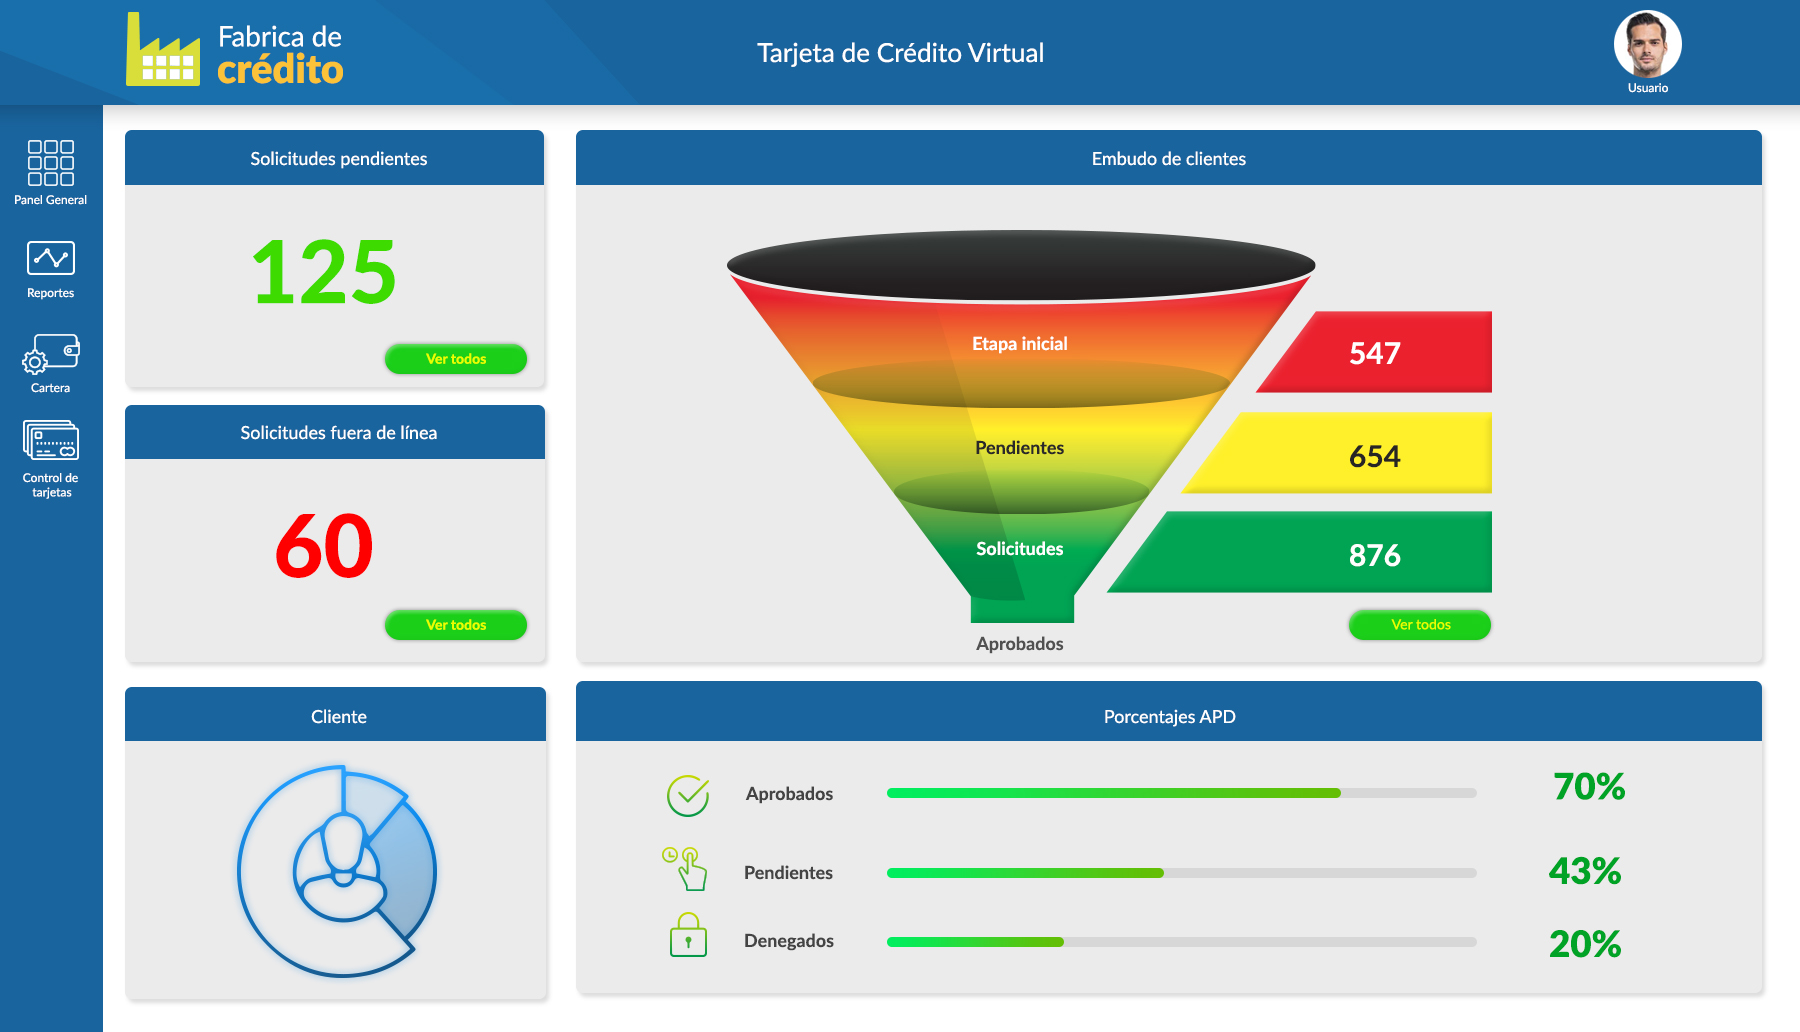 Fabrica de
crédito
Tarjeta de Crédito Virtual
Usuario
Panel General
Reportes
Cartera
Control de
tarjetas
Solicitudes pendientes
125
Ver todos
Solicitudes fuera de línea
60
Ver todos
Cliente
Embudo de clientes
Etapa inicial
547
Pendientes
654
Solicitudes
876
Aprobados
Ver todos
Porcentajes APD
Aprobados
70%
Pendientes
43%
Denegados
20%